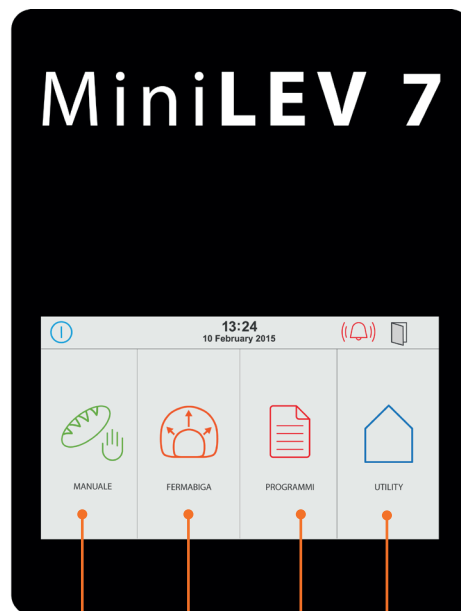 MiniLEV 7
13:24
10 February 2015
MANUALE
FERMABIGA
PROGRAMMI
UTILITY